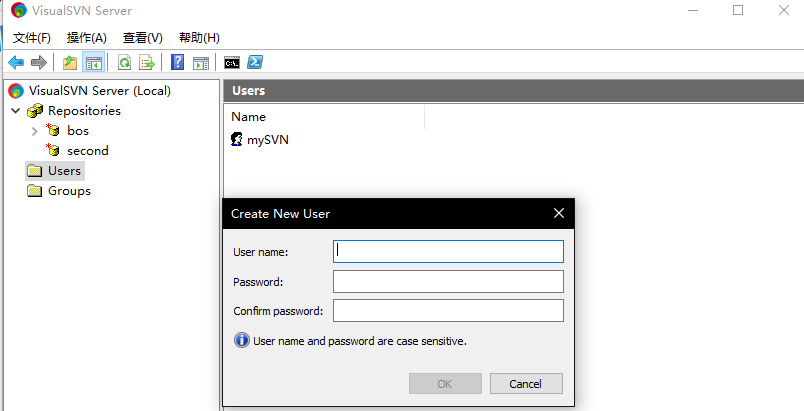 VisualSVN Server
文件(F) 操作(A) 查看(V) 帮助(H)
VisualSVN Server (Local)
Repositories
bos
second
Users
Groups
Users
Name
mySVN
Create New User
User name:
Password:
Confirm password:
User name and password are case sensitive.
OK Cancel